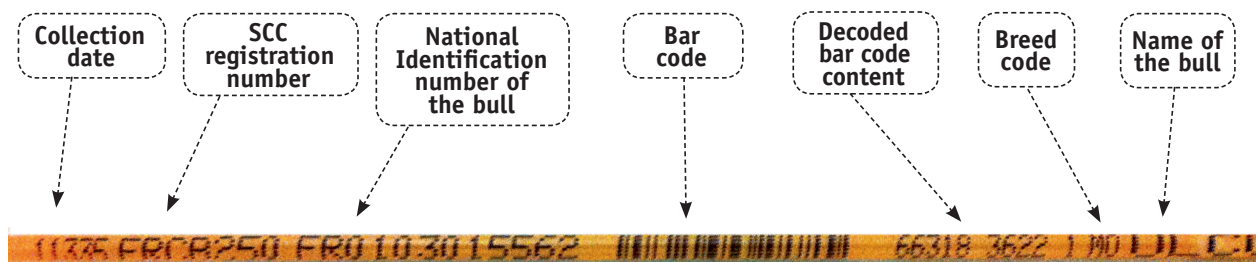 Collection
date
SCC
registration
number
National
Identification
number of
the bull
Bar
code
Decoded
bar code
content
Breed
code
Name of
the bull
11335 FRCB250 FR0103015562 66318 3622 1 MO